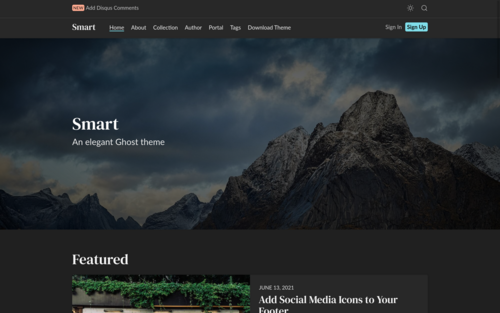 NEW Add Disqus Comments
Smart Home About Collection Author Portal Tags Download Theme Sign In Sign Up
Smart
An elegant Ghost theme
Featured
JUNE 13, 2021
Add Social Media Icons to Your
Footer